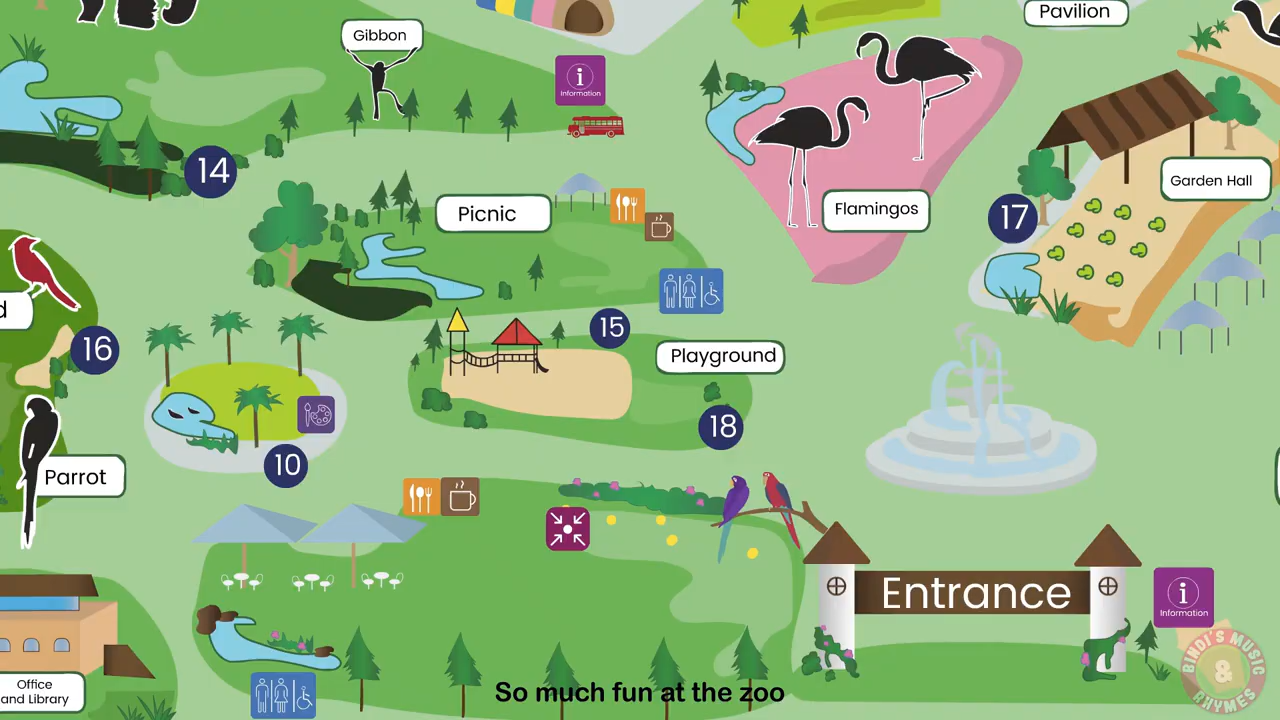 Pavilion
Gibbon
i
Information
14
Picnic
Garden Hall
Flamingos
17
d
16
15
Playground
10
18
Parrot
Entrance
i
Information
Office
and Library
So much fun at the zoo
BINDI'S MUSIC
&
RHYMES